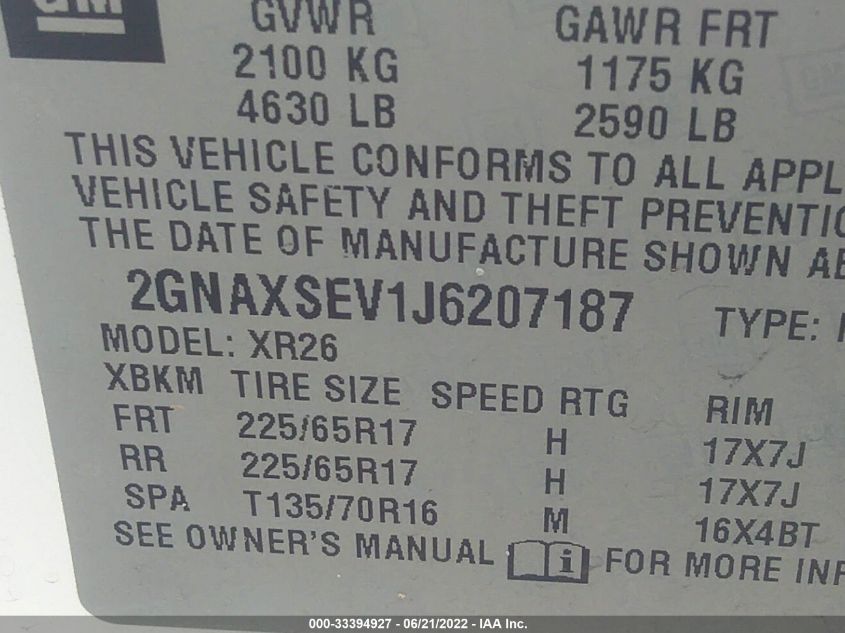 GM
GVWR GAWR FRT
2100 KG 1175 KG
4630 LB 2590 LB
THIS VEHICLE CONFORMS TO ALL APPL
VEHICLE SAFETY AND THEFT PREVENTIO
THE DATE OF MANUFACTURE SHOWN AB
2GNAXSEV1J6207187 TYPE:
MODEL: XR26
XBKM TIRE SIZE SPEED RTG RIM
FRT 225/65R17 H 17X7J
RR 225/65R17 H 17X7J
SPA T135/70R16 M 16X4BT
SEE OWNER'S MANUAL i FOR MORE INF
000-33394927 - 06/21/2022 - IAA Inc.